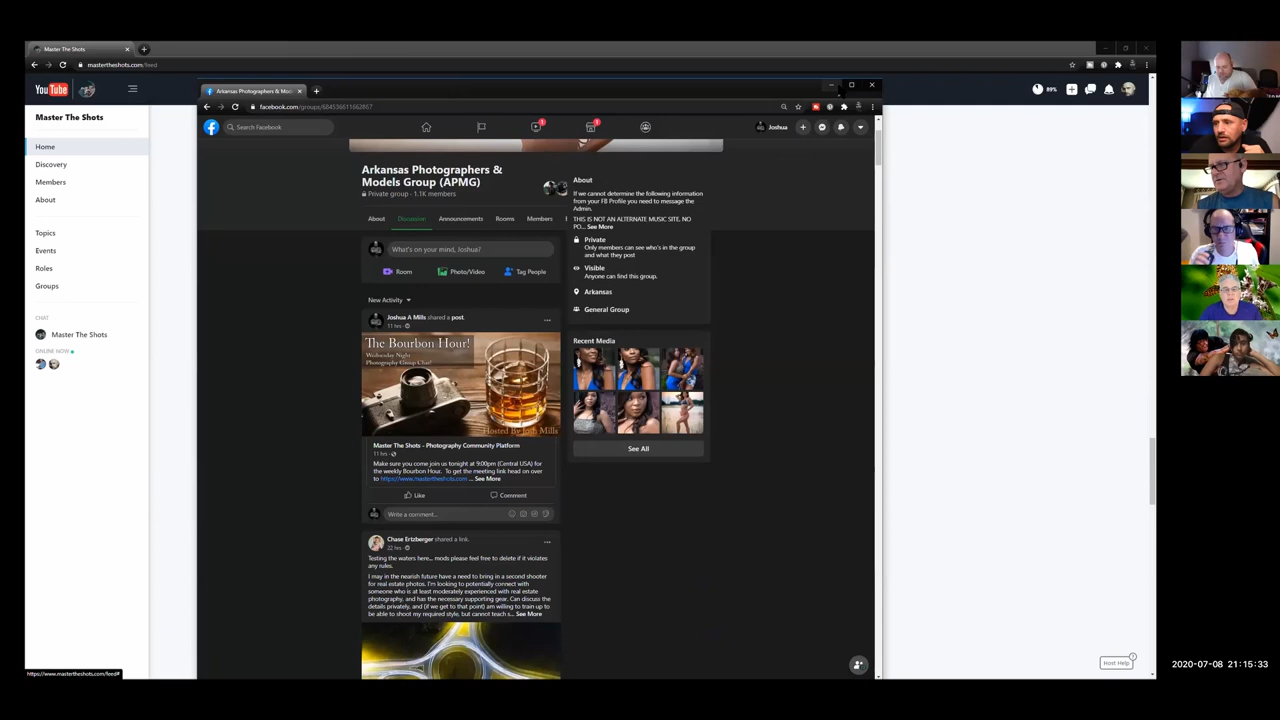 Master The Shots
mastertheshots.com/feed
YouTube
89%
Master The Shots
Home
Discovery
Members
About
Topics
Events
Roles
Groups
CHAT
Master The Shots
ONLINE NOW
https://www.mastertheshots.com/feed#
Arkansas Photographers & Mod
facebook.com/groups/684536611662867
Search Facebook
1
1
Joshua
Arkansas Photographers &
Models Group (APMG)
Private group · 1.1K members
About
Discussion
Announcements
Rooms
Members
What's on your mind, Joshua?
Room
Photo/Video
Tag People
New Activity
Joshua A Mills shared a post.
11 hrs ·
The Bourbon Hour!
Wednesday Night
Photography Group Chat!
Hosted By Josh Mills
Master The Shots - Photography Community Platform
11 hrs ·
Make sure you come join us tonight at 9:00pm (Central USA) for
the weekly Bourbon Hour. To get the meeting link head on over
to https://www.mastertheshots.com ... See More
Like
Comment
Write a comment...
Chase Ertzberger shared a link.
22 hrs ·
Testing the waters here... mods please feel free to delete if it violates
any rules.
I may in the nearish future have a need to bring in a second shooter
for real estate photos. I'm looking to potentially connect with
someone who is at least moderately experienced with real estate
photography, and has the necessary supporting gear. Can discuss the
details privately, and (if we get to that point) am willing to train up to
be able to shoot my required style, but cannot teach s... See More
About
If we cannot determine the following information
from your FB Profile you need to message the
Admin.
THIS IS NOT AN ALTERNATE MUSIC SITE, NO
PO... See More
Private
Only members can see who's in the group
and what they post
Visible
Anyone can find this group.
Arkansas
General Group
Recent Media
See All
Host Help
?
2020-07-08 21:15:33